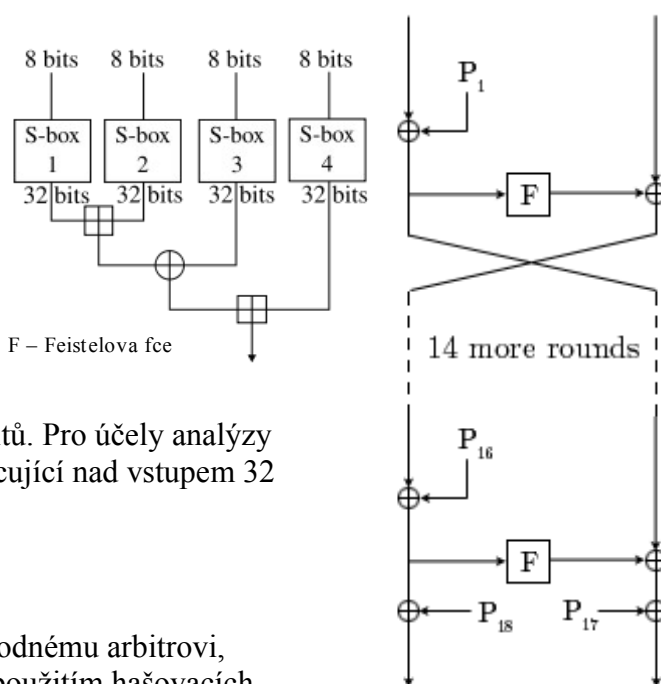 8 bits 8 bits 8 bits 8 bits
S-box S-box S-box S-box
1 2 3 4
32 bits 32 bits 32 bits 32 bits
F – Feistelova fce
P₁
F
14 more rounds
P₁₆
F
P₁₈ P₁₇
tů. Pro účely analýzy
cující nad vstupem 32
odnému arbitrovi,
použitím hašovacích